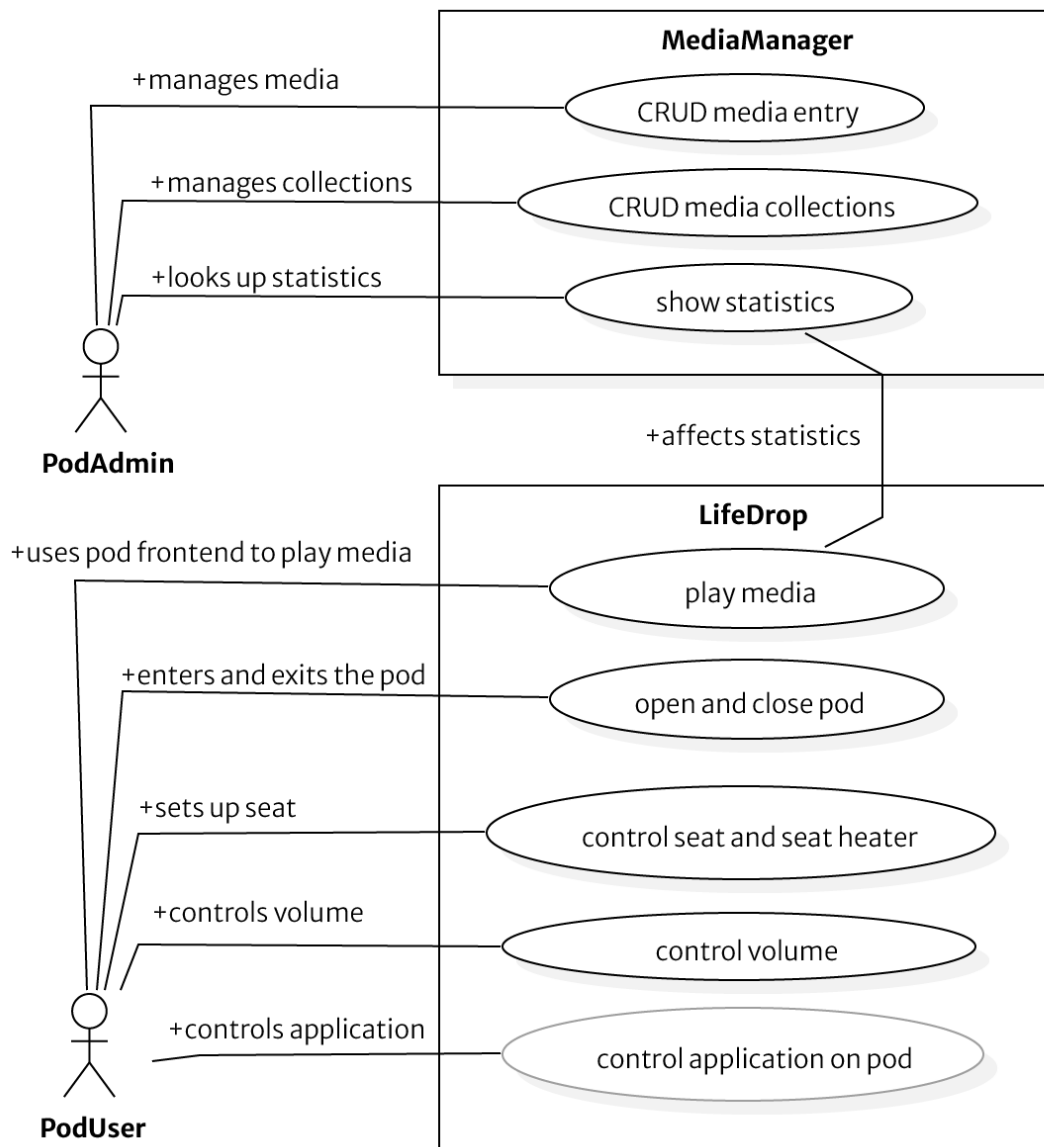 MediaManager
+manages media
CRUD media entry
+manages collections
CRUD media collections
+looks up statistics
show statistics
PodAdmin
+affects statistics
LifeDrop
+uses pod frontend to play media
play media
+enters and exits the pod
open and close pod
+sets up seat
control seat and seat heater
+controls volume
control volume
+controls application
control application on pod
PodUser